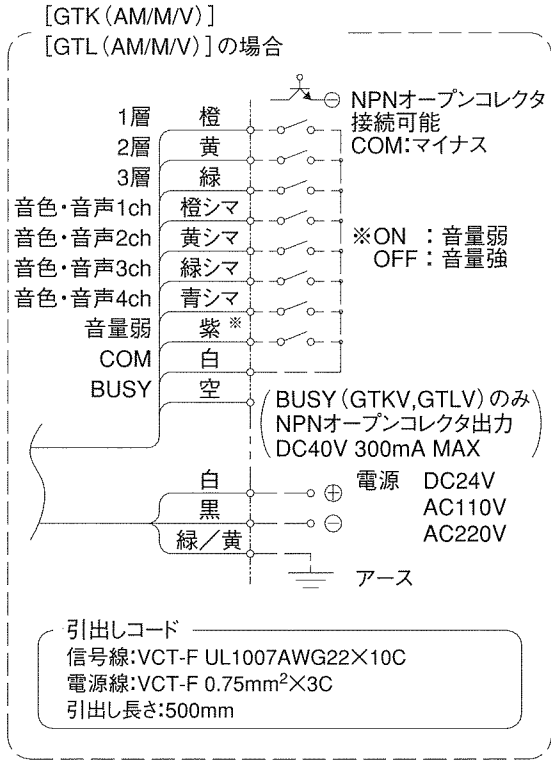 [GTK(AM/M/V)]
[GTL(AM/M/V)]の場合
NPNオープンコレクタ
接続可能
COM:マイナス
1層 橙
2層 黄
3層 緑
音色・音声1ch 橙シマ
音色・音声2ch 黄シマ
音色・音声3ch 緑シマ
音色・音声4ch 青シマ
音量弱 紫※
COM 白
BUSY 空
※ON :音量弱
OFF:音量強
BUSY(GTKV,GTLV)のみ
NPNオープンコレクタ出力
DC40V 300mA MAX
白 ⊕
黒 ⊖
緑/黄
電源 DC24V
AC110V
AC220V
アース
引出しコード
信号線:VCT-F UL1007AWG22×10C
電源線:VCT-F 0.75mm²×3C
引出し長さ:500mm